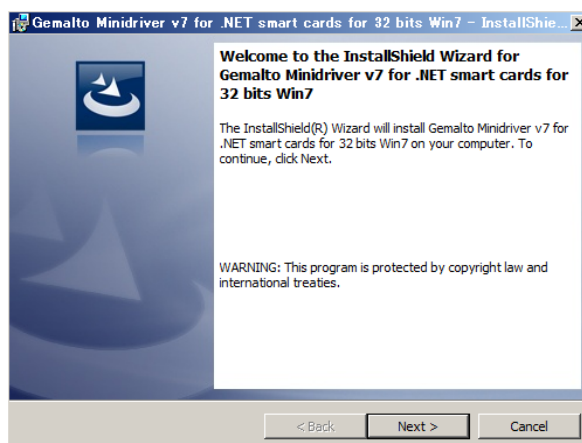 Gemalto Minidriver v7 for .NET smart cards for 32 bits Win7 - InstallShie...
Welcome to the InstallShield Wizard for
Gemalto Minidriver v7 for .NET smart cards for
32 bits Win7
The InstallShield(R) Wizard will install Gemalto Minidriver v7 for
.NET smart cards for 32 bits Win7 on your computer. To
continue, click Next.
WARNING: This program is protected by copyright law and
international treaties.
< Back Next > Cancel